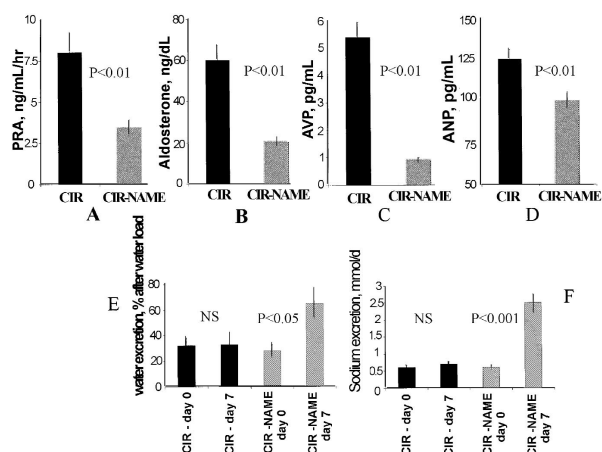 10
7.5
5
2.5
0
PRA, ng/mL/hr
P<0.01
CIR
CIR-NAME
A
80
60
40
20
0
Aldosterone, ng/dL
P<0.01
CIR
CIR-NAME
B
6
5
4
3
2
1
0
AVP, pg/mL
P<0.01
CIR
CIR-NAME
C
150
125
100
75
50
ANP, pg/mL
P<0.01
CIR
CIR-NAME
D
E
water excretion, % after water load
80
60
40
20
0
NS
P<0.05
CIR - day 0
CIR - day 7
CIR -NAME
day 0
CIR -NAME
day 7
F
Sodium excretion, mmol/d
3
2.5
2
1.5
1
0.5
0
NS
P<0.001
CIR - day 0
CIR - day 7
CIR -NAME
day 0
CIR -NAME
day 7